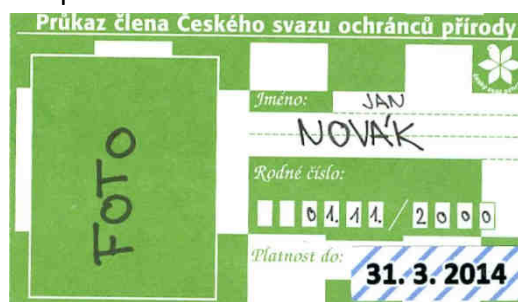 Průkaz člena Českého svazu ochránců přírody
FOTO
Jméno: JAN
NOVÁK
Rodné číslo:
01.11./2000
Platnost do: 31. 3. 2014